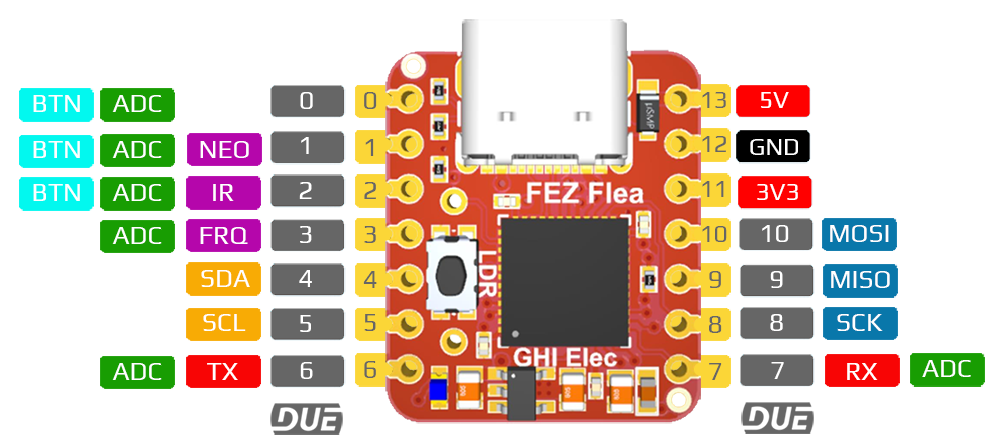 BTN ADC 0 0 13 5V
BTN ADC NEO 1 1 12 GND
BTN ADC IR 2 2 FEZ Flea 11 3V3
ADC FRQ 3 3 10 10 MOSI
SDA 4 4 LDR 9 9 MISO
SCL 5 5 8 8 SCK
ADC TX 6 6 GHI Elec 7 7 RX ADC
DUE DUE